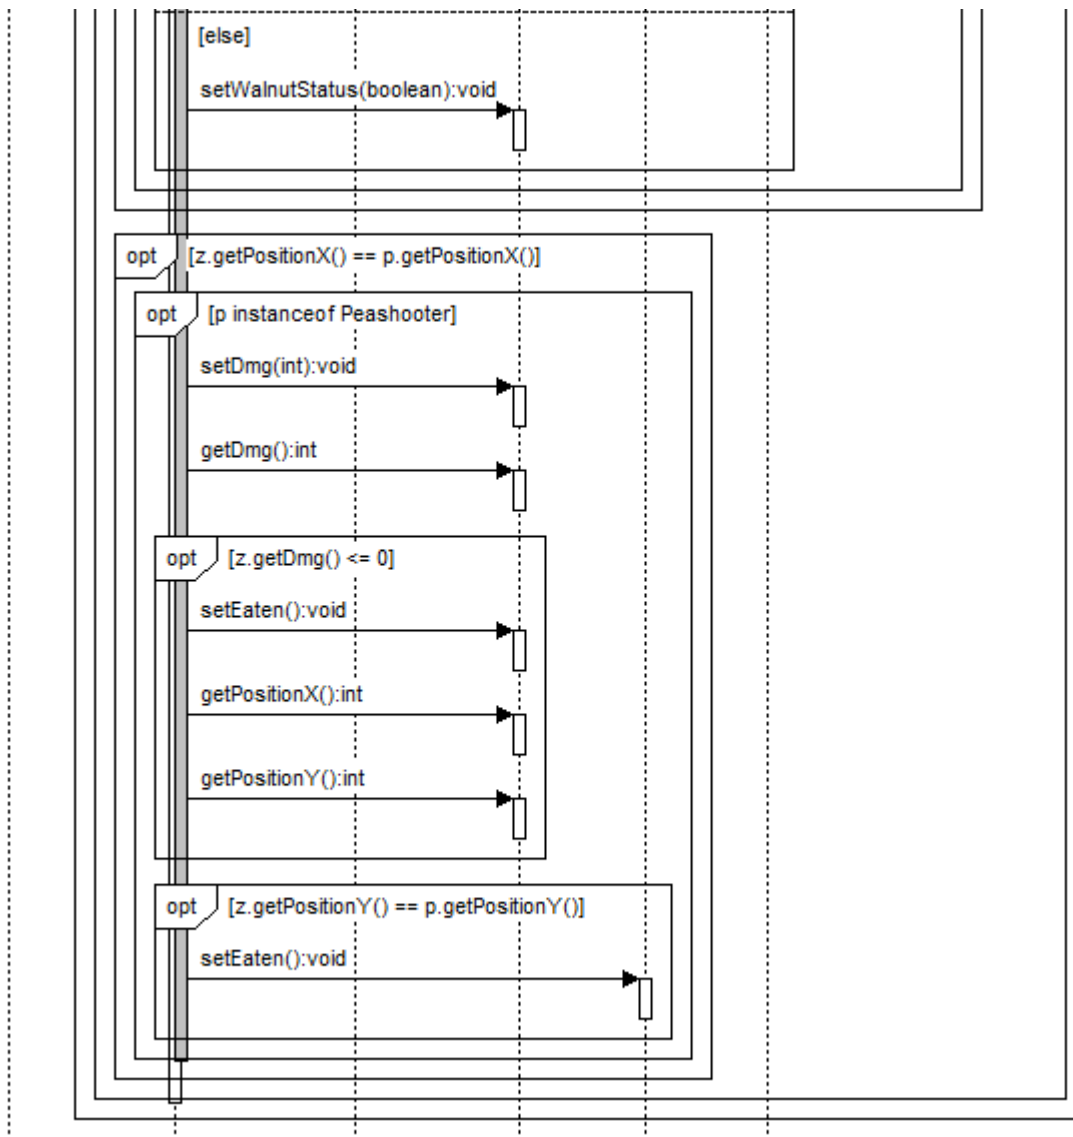 [else]
setWalnutStatus(boolean):void
opt [z.getPositionX() == p.getPositionX()]
opt [p instanceof Peashooter]
setDmg(int):void
getDmg():int
opt [z.getDmg() <= 0]
setEaten():void
getPositionX():int
getPositionY():int
opt [z.getPositionY() == p.getPositionY()]
setEaten():void